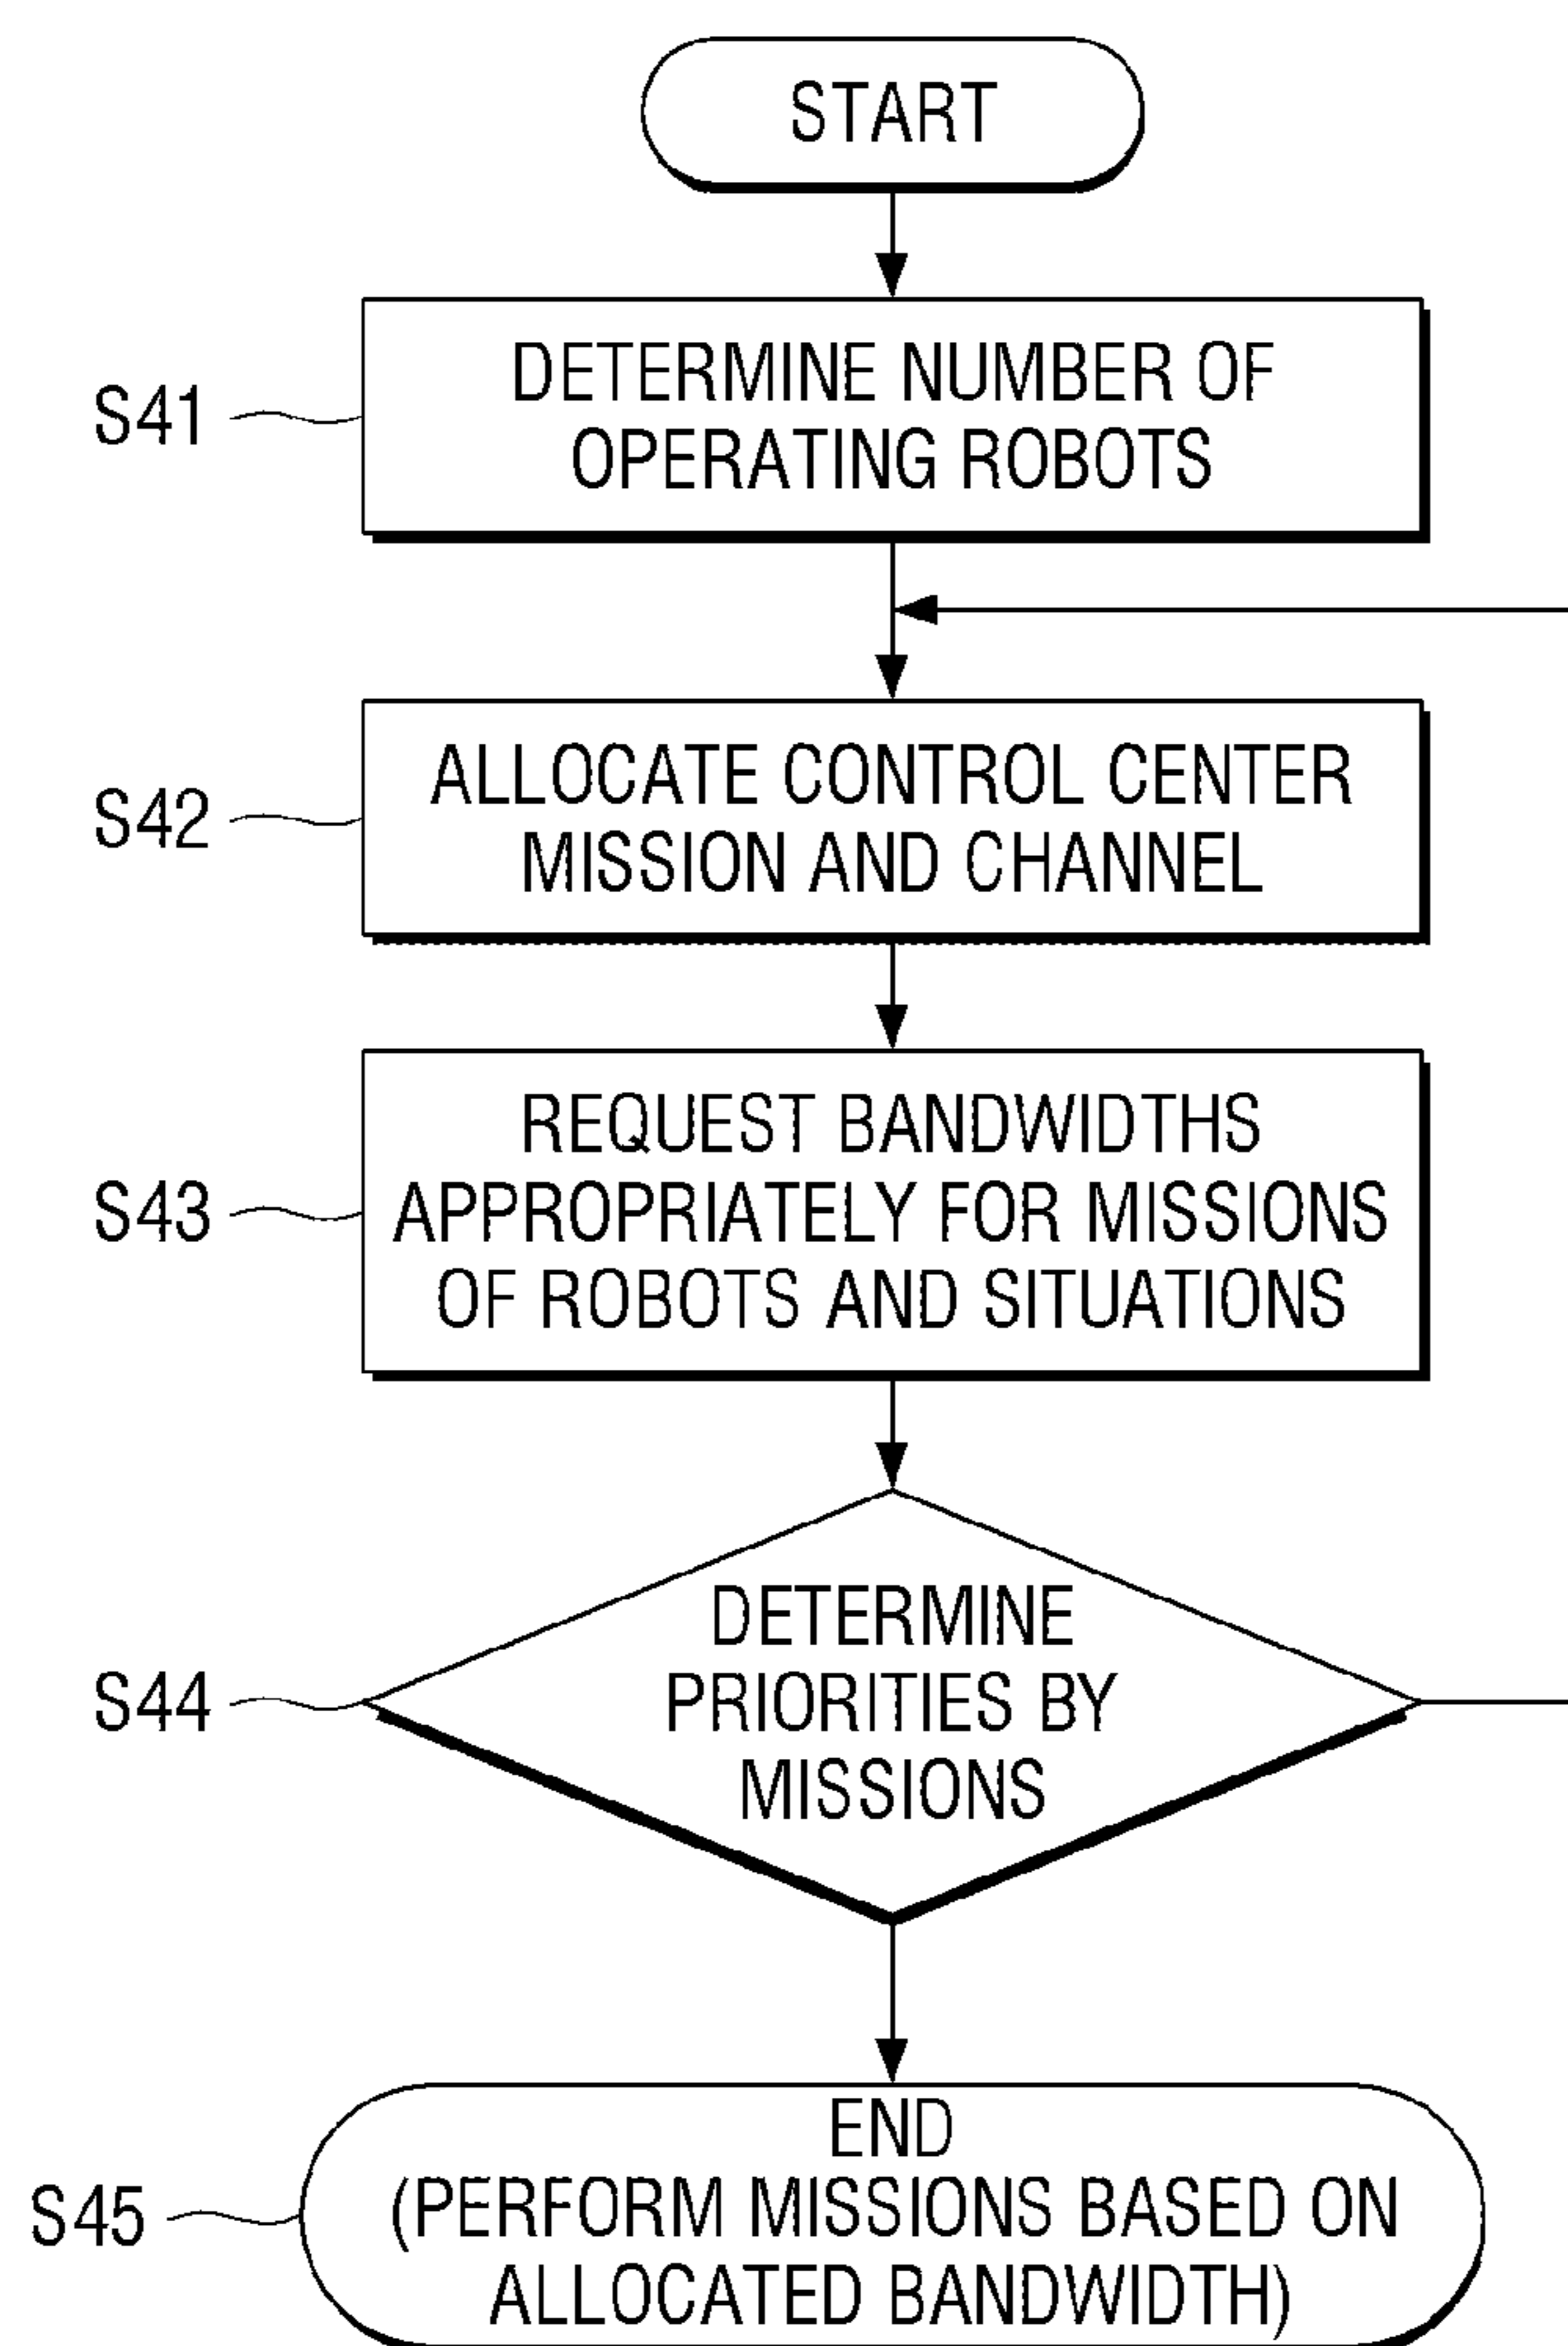 START
S41
DETERMINE NUMBER OF
OPERATING ROBOTS
S42
ALLOCATE CONTROL CENTER
MISSION AND CHANNEL
S43
REQUEST BANDWIDTHS
APPROPRIATELY FOR MISSIONS
OF ROBOTS AND SITUATIONS
S44
DETERMINE
PRIORITIES BY
MISSIONS
S45
END
(PERFORM MISSIONS BASED ON
ALLOCATED BANDWIDTH)